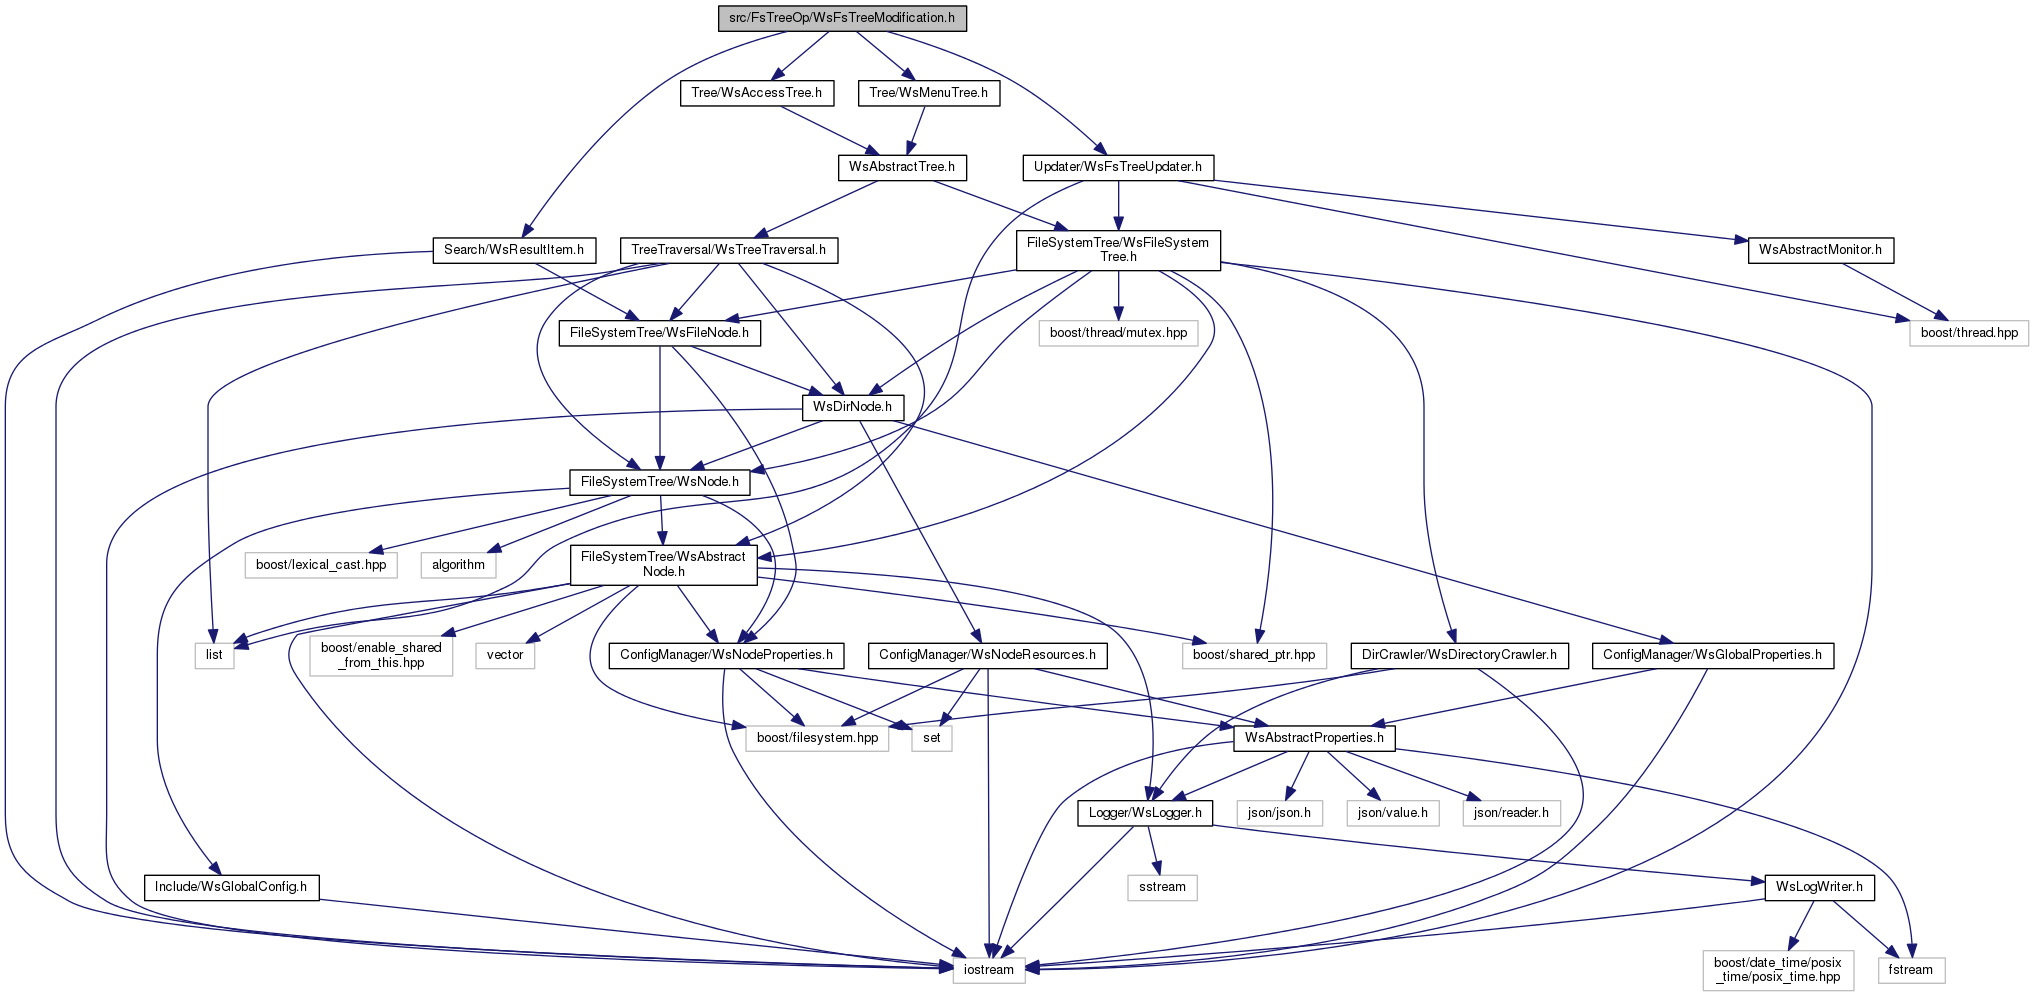 src/FsTreeOp/WsFsTreeModification.h
Tree/WsAccessTree.h
Tree/WsMenuTree.h
WsAbstractTree.h
Updater/WsFsTreeUpdater.h
Search/WsResultItem.h
TreeTraversal/WsTreeTraversal.h
FileSystemTree/WsFileSystem
Tree.h
WsAbstractMonitor.h
FileSystemTree/WsFileNode.h
boost/thread/mutex.hpp
boost/thread.hpp
WsDirNode.h
FileSystemTree/WsNode.h
boost/lexical_cast.hpp
algorithm
FileSystemTree/WsAbstract
Node.h
list
boost/enable_shared
_from_this.hpp
vector
ConfigManager/WsNodeProperties.h
ConfigManager/WsNodeResources.h
boost/shared_ptr.hpp
DirCrawler/WsDirectoryCrawler.h
ConfigManager/WsGlobalProperties.h
boost/filesystem.hpp
set
WsAbstractProperties.h
Logger/WsLogger.h
json/json.h
json/value.h
json/reader.h
Include/WsGlobalConfig.h
sstream
WsLogWriter.h
iostream
boost/date_time/posix
_time/posix_time.hpp
fstream